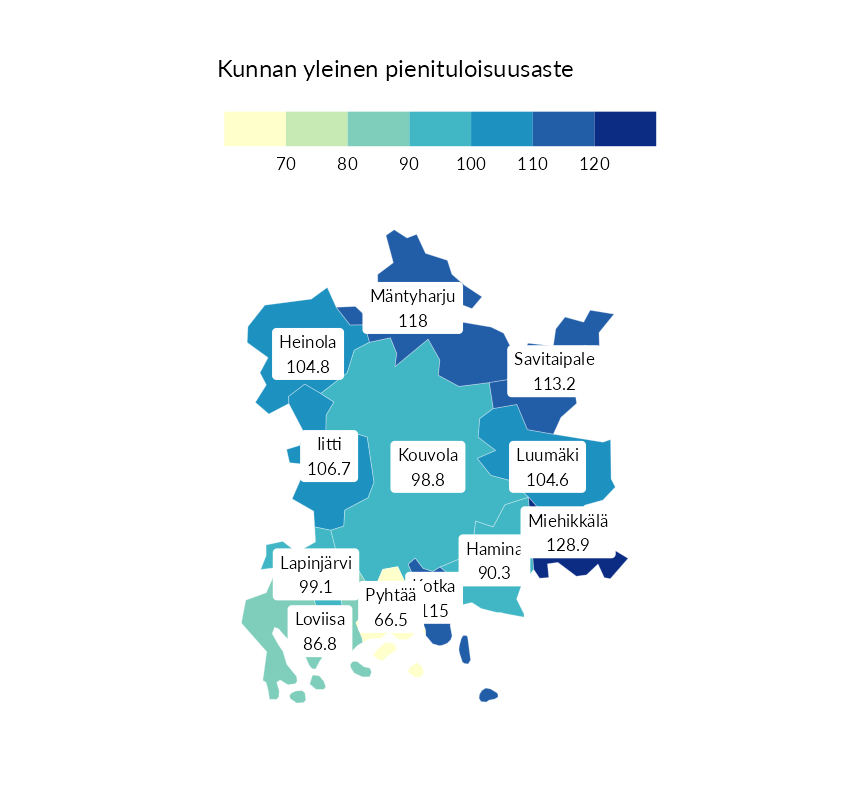 Kunnan yleinen pienituloisuusaste
70 80 90 100 110 120
Mäntyharju
118
Heinola
104.8
Savitaipale
113.2
Iitti
106.7
Kouvola
98.8
Luumäki
104.6
Miehikkälä
128.9
Hamina
90.3
Lapinjärvi
99.1
Kotka
115
Pyhtää
66.5
Loviisa
86.8